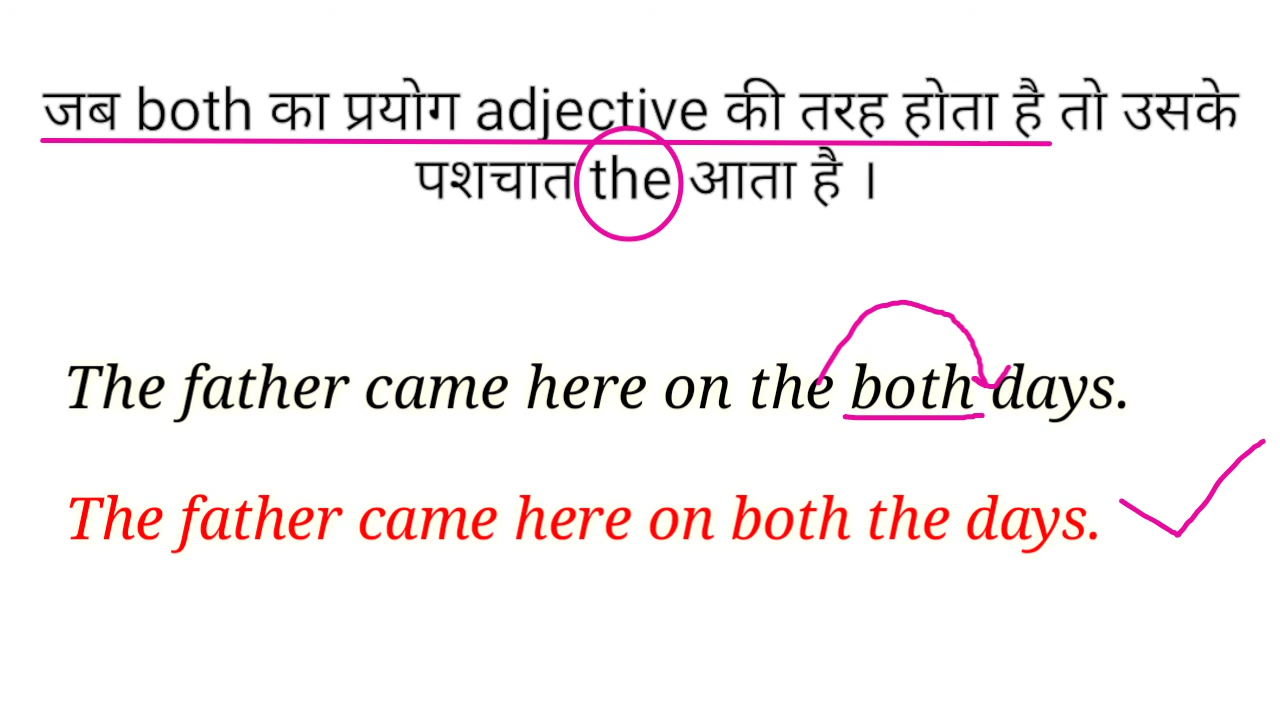 जब both का प्रयोग adjective की तरह होता है तो उसके
पशचात the आता है ।
The father came here on the both days.
The father came here on both the days.